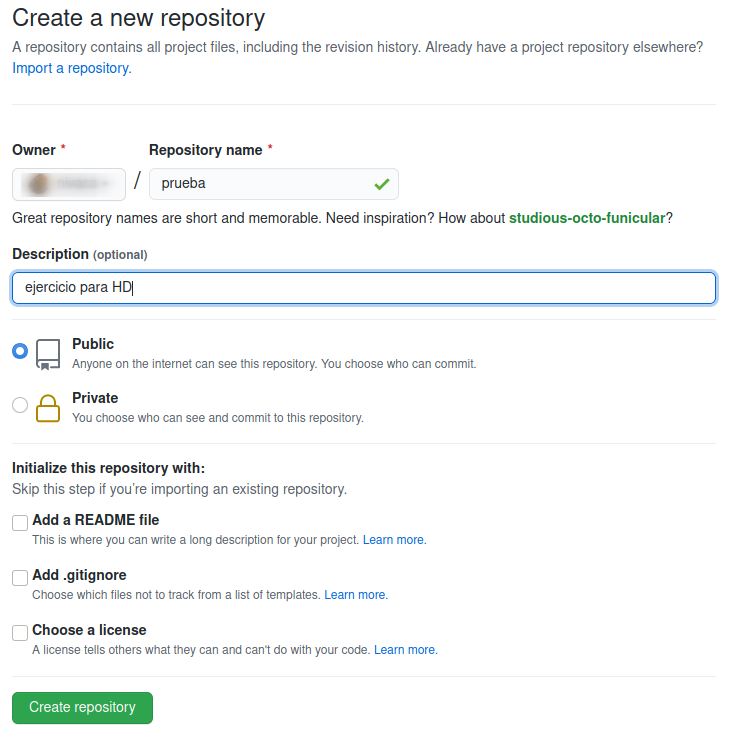 Create a new repository
A repository contains all project files, including the revision history. Already have a project repository elsewhere?
Import a repository.
Owner *
Repository name *
/
prueba
Great repository names are short and memorable. Need inspiration? How about studious-octo-funicular?
Description (optional)
ejercicio para HD
Public
Anyone on the internet can see this repository. You choose who can commit.
Private
You choose who can see and commit to this repository.
Initialize this repository with:
Skip this step if you’re importing an existing repository.
Add a README file
This is where you can write a long description for your project. Learn more.
Add .gitignore
Choose which files not to track from a list of templates. Learn more.
Choose a license
A license tells others what they can and can't do with your code. Learn more.
Create repository